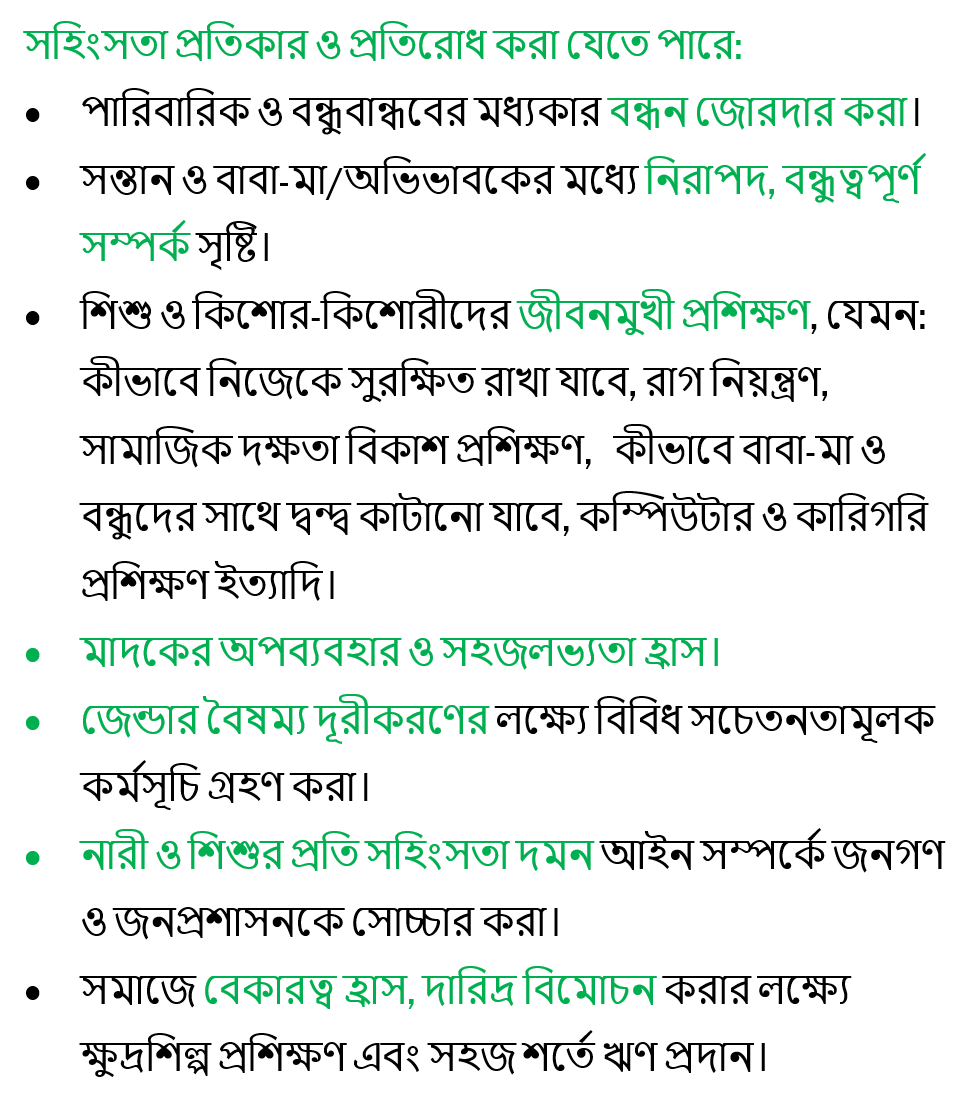 সহিংসতা প্রতিকার ও প্রতিরোধ করা যেতে পারে:
• পারিবারিক ও বন্ধুবান্ধবের মধ্যকার বন্ধন জোরদার করা।
• সন্তান ও বাবা-মা/অভিভাবকের মধ্যে নিরাপদ, বন্ধুত্বপূর্ণ
সম্পর্ক সৃষ্টি।
• শিশু ও কিশোর-কিশোরীদের জীবনমুখী প্রশিক্ষণ, যেমন:
কীভাবে নিজেকে সুরক্ষিত রাখা যাবে, রাগ নিয়ন্ত্রণ,
সামাজিক দক্ষতা বিকাশ প্রশিক্ষণ, কীভাবে বাবা-মা ও
বন্ধুদের সাথে দ্বন্দ্ব কাটানো যাবে, কম্পিউটার ও কারিগরি
প্রশিক্ষণ ইত্যাদি।
• মাদকের অপব্যবহার ও সহজলভ্যতা হ্রাস।
• জেন্ডার বৈষম্য দূরীকরণের লক্ষ্যে বিবিধ সচেতনতামূলক
কর্মসূচি গ্রহণ করা।
• নারী ও শিশুর প্রতি সহিংসতা দমন আইন সম্পর্কে জনগণ
ও জনপ্রশাসনকে সোচ্চার করা।
• সমাজে বেকারত্ব হ্রাস, দারিদ্র বিমোচন করার লক্ষ্যে
ক্ষুদ্রশিল্প প্রশিক্ষণ এবং সহজ শর্তে ঋণ প্রদান।